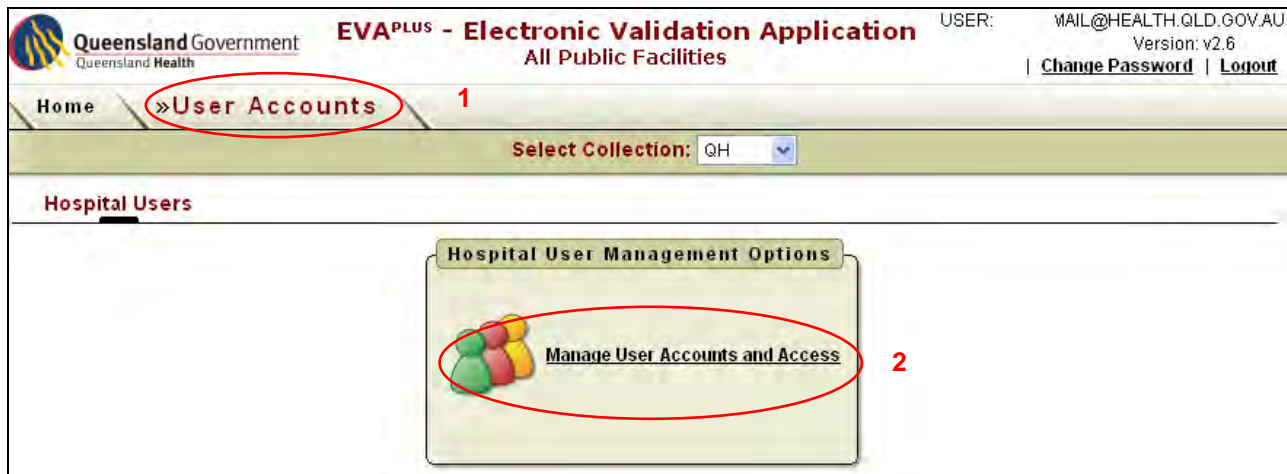 Queensland Government
Queensland Health
EVAPLUS - Electronic Validation Application
All Public Facilities
USER: MAIL@HEALTH.QLD.GOV.AU
Version: v2.6
| Change Password | Logout
Home »User Accounts 1
Select Collection: QH
Hospital Users
Hospital User Management Options
Manage User Accounts and Access 2